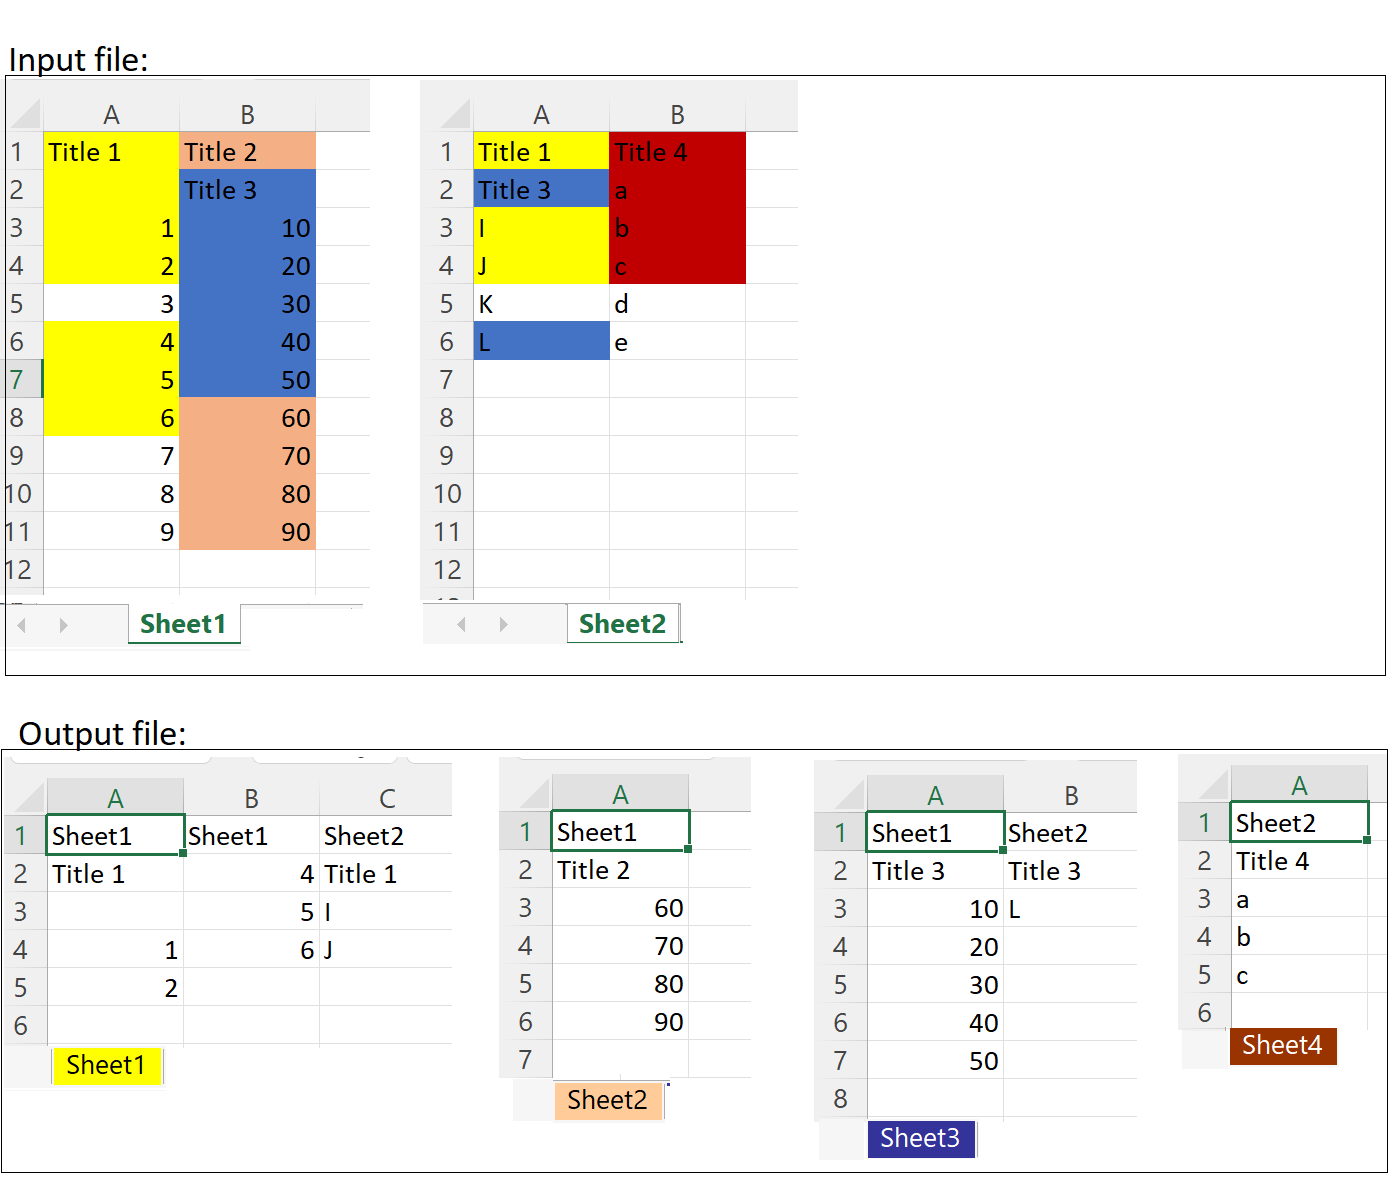 Input file:
A B
1 Title 1 Title 2
2 Title 3
3 1 10
4 2 20
5 3 30
6 4 40
7 5 50
8 6 60
9 7 70
10 8 80
11 9 90
12
Sheet1
A B
1 Title 1 Title 4
2 Title 3 a
3 I b
4 J c
5 K d
6 L e
7
8
9
10
11
12
Sheet2
Output file:
A B C
1 Sheet1 Sheet1 Sheet2
2 Title 1 4 Title 1
3 5 I
4 1 6 J
5 2
6
Sheet1
A
1 Sheet1
2 Title 2
3 60
4 70
5 80
6 90
7
Sheet2
A B
1 Sheet1 Sheet2
2 Title 3 Title 3
3 10 L
4 20
5 30
6 40
7 50
8
Sheet3
A
1 Sheet2
2 Title 4
3 a
4 b
5 c
6
Sheet4